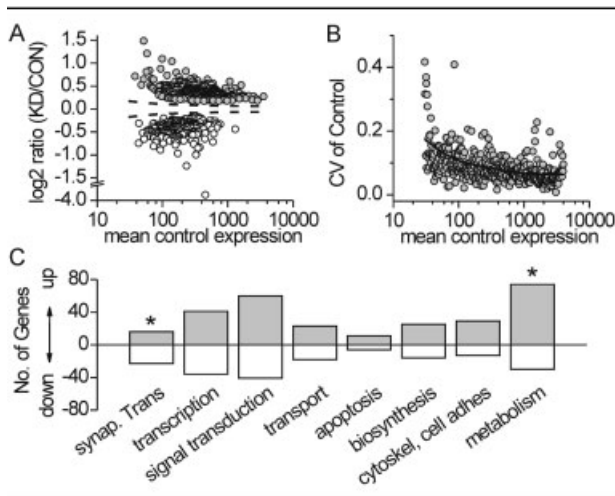 A
log2 ratio (KD/CON)
1.5
1.0
0.5
0.0
-0.5
-1.0
-1.5
-4.0
10 100 1000 10000
mean control expression
B
CV of Control
0.4
0.2
0.0
10 100 1000 10000
mean control expression
C
No. of Genes
down up
80
40
0
-40
-80
* *
synap. Trans
transcription
signal transduction
transport
apoptosis
biosynthesis
cytoskel, cell adhes
metabolism